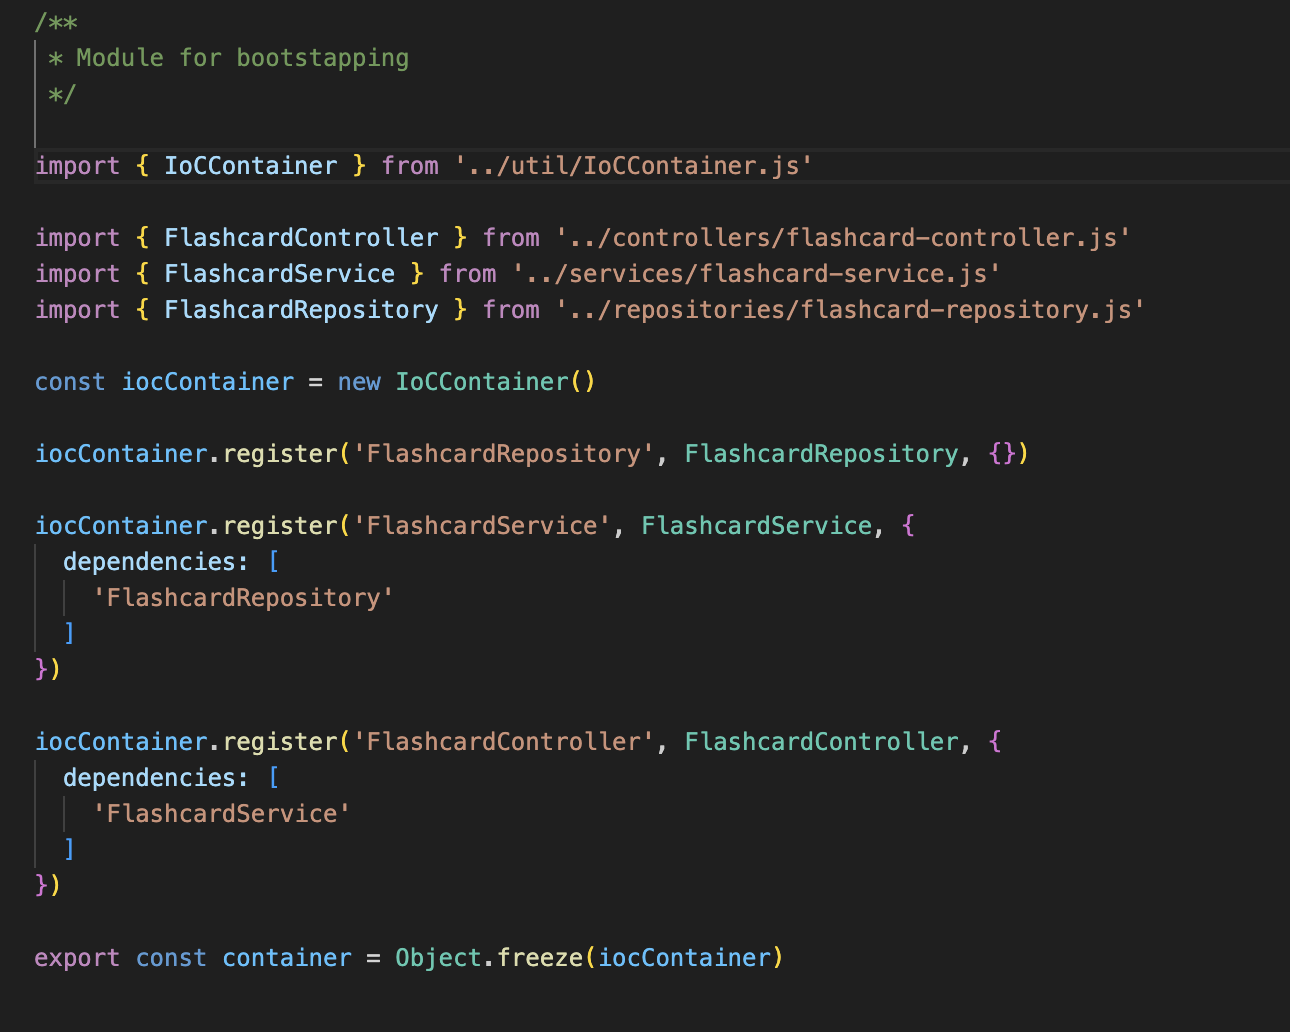 /**
 * Module for bootstapping
 */
import { IoCContainer } from '../util/IoCContainer.js'
import { FlashcardController } from '../controllers/flashcard-controller.js'
import { FlashcardService } from '../services/flashcard-service.js'
import { FlashcardRepository } from '../repositories/flashcard-repository.js'
const iocContainer = new IoCContainer()
iocContainer.register('FlashcardRepository', FlashcardRepository, {})
iocContainer.register('FlashcardService', FlashcardService, {
  dependencies: [
    'FlashcardRepository'
  ]
})
iocContainer.register('FlashcardController', FlashcardController, {
  dependencies: [
    'FlashcardService'
  ]
})
export const container = Object.freeze(iocContainer)